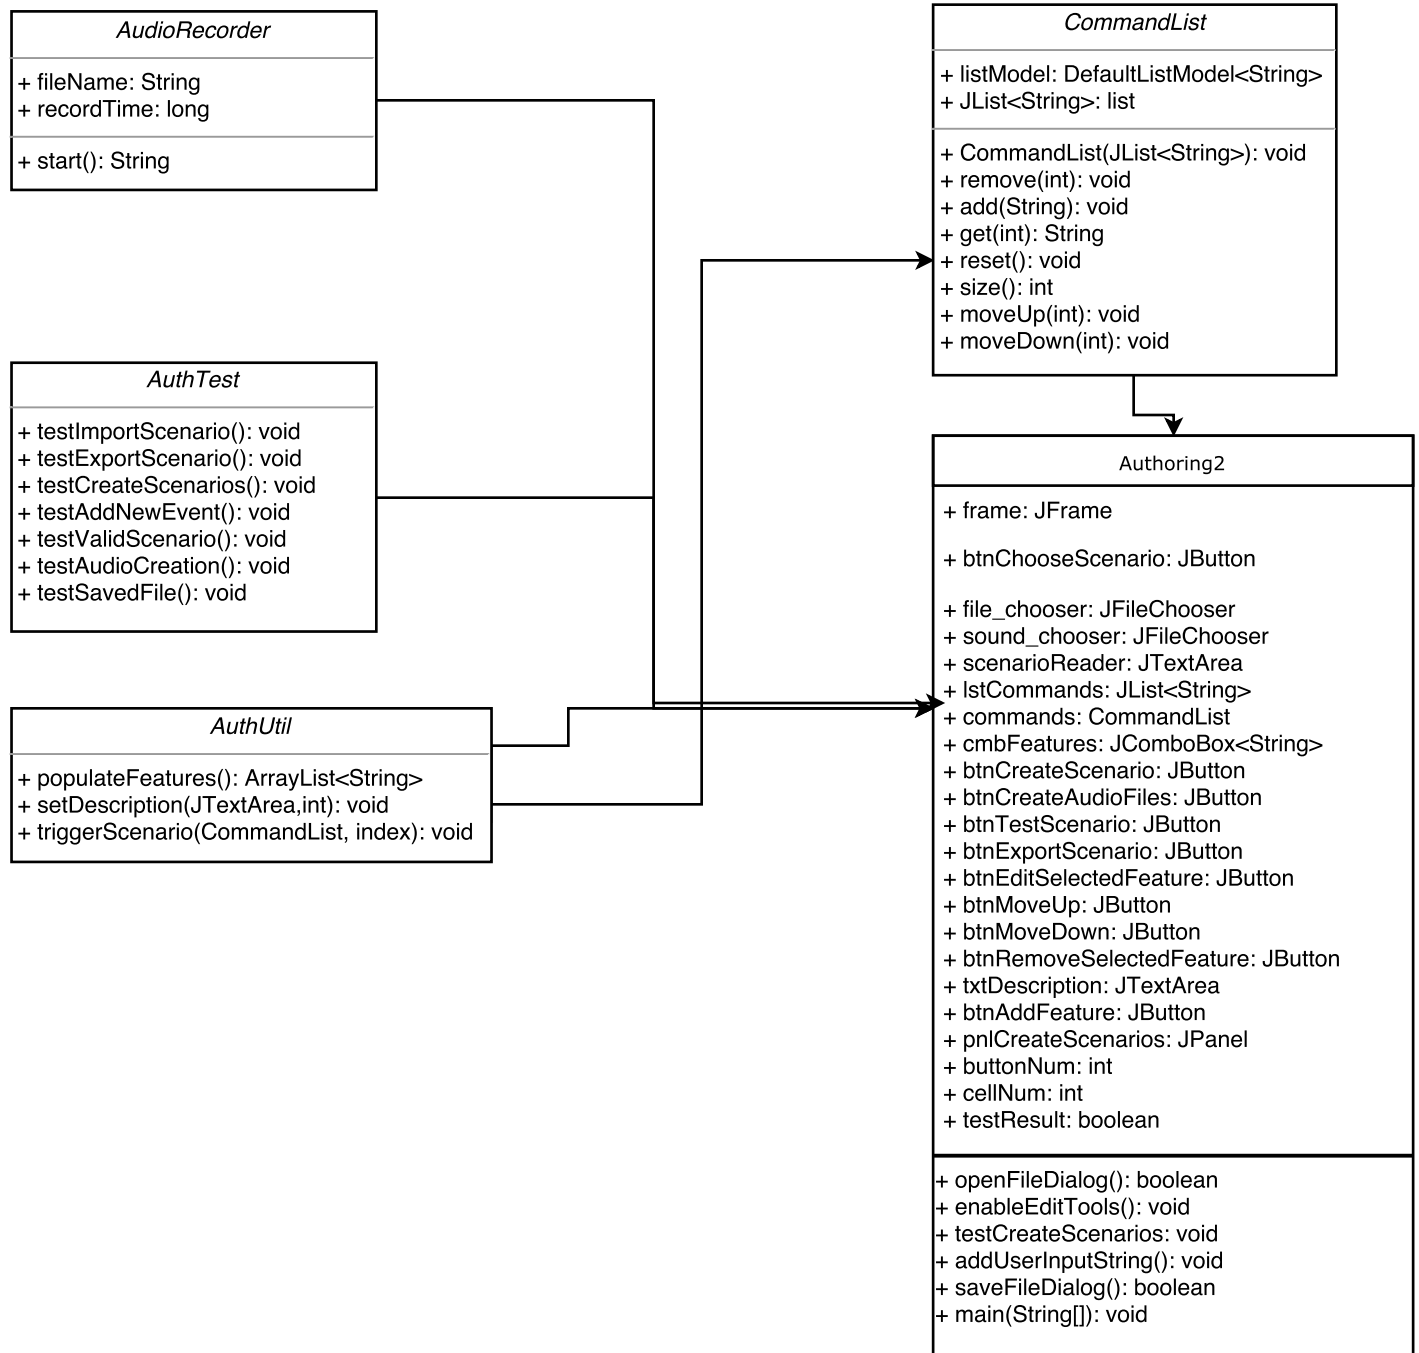 AudioRecorder
+ fileName: String
+ recordTime: long
+ start(): String
CommandList
+ listModel: DefaultListModel<String>
+ JList<String>: list
+ CommandList(JList<String>): void
+ remove(int): void
+ add(String): void
+ get(int): String
+ reset(): void
+ size(): int
+ moveUp(int): void
+ moveDown(int): void
AuthTest
+ testImportScenario(): void
+ testExportScenario(): void
+ testCreateScenarios(): void
+ testAddNewEvent(): void
+ testValidScenario(): void
+ testAudioCreation(): void
+ testSavedFile(): void
AuthUtil
+ populateFeatures(): ArrayList<String>
+ setDescription(JTextArea,int): void
+ triggerScenario(CommandList, index): void
Authoring2
+ frame: JFrame
+ btnChooseScenario: JButton
+ file_chooser: JFileChooser
+ sound_chooser: JFileChooser
+ scenarioReader: JTextArea
+ lstCommands: JList<String>
+ commands: CommandList
+ cmbFeatures: JComboBox<String>
+ btnCreateScenario: JButton
+ btnCreateAudioFiles: JButton
+ btnTestScenario: JButton
+ btnExportScenario: JButton
+ btnEditSelectedFeature: JButton
+ btnMoveUp: JButton
+ btnMoveDown: JButton
+ btnRemoveSelectedFeature: JButton
+ txtDescription: JTextArea
+ btnAddFeature: JButton
+ pnlCreateScenarios: JPanel
+ buttonNum: int
+ cellNum: int
+ testResult: boolean
+ openFileDialog(): boolean
+ enableEditTools(): void
+ testCreateScenarios: void
+ addUserInputString(): void
+ saveFileDialog(): boolean
+ main(String[]): void